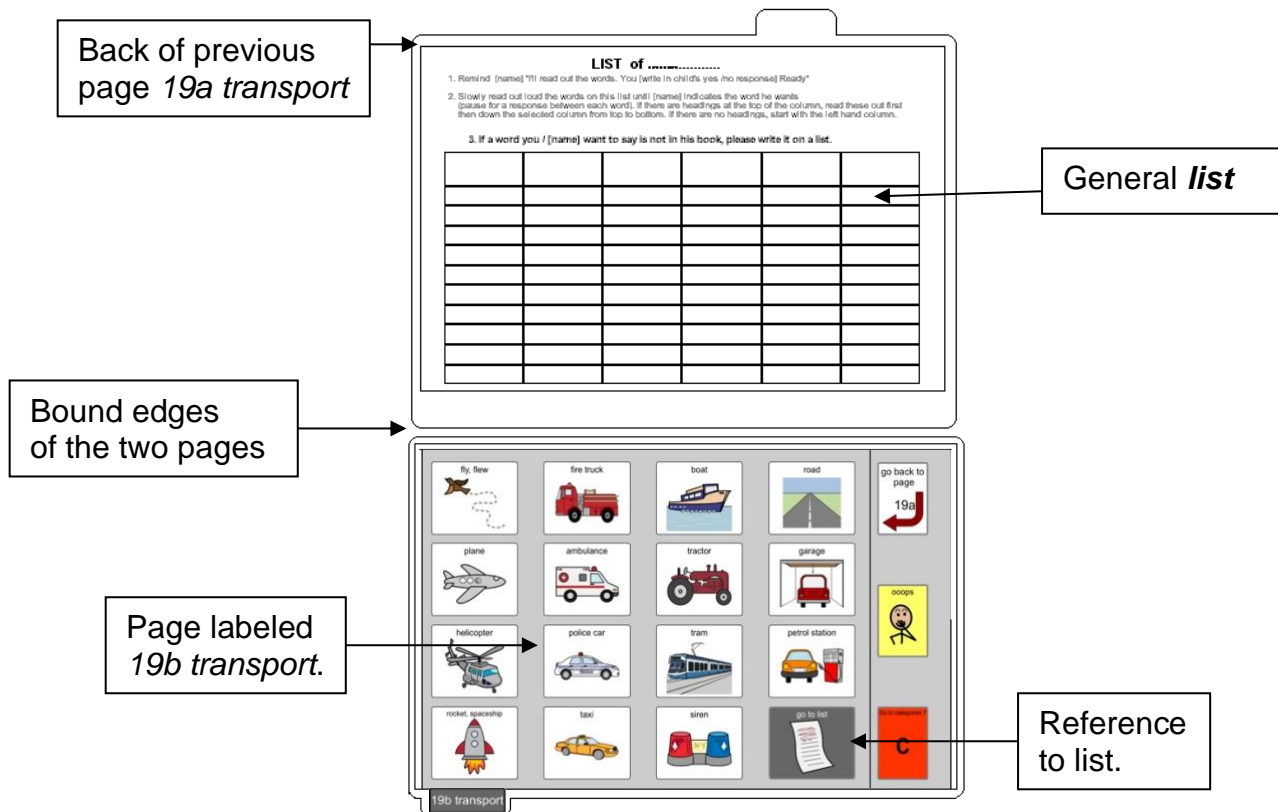 Back of previous
page 19a transport
LIST of ..................
1. Remind [name] "I'll read out the words. You [write in child's yes /no response] Ready"
2. Slowly read out loud the words on this list until [name] indicates the word he wants
(pause for a response between each word). If there are headings at the top of the column, read these out first
then down the selected column from top to bottom. If there are no headings, start with the left hand column.
3. If a word you / [name] want to say is not in his book, please write it on a list.
General list
Bound edges
of the two pages
fly, flew
fire truck
boat
road
go back to
page
19a
plane
ambulance
tractor
garage
ooops
Page labeled
19b transport.
helicopter
police car
tram
petrol station
rocket, spaceship
taxi
siren
go to list
Go to categories 1
C
Reference
to list.
19b transport